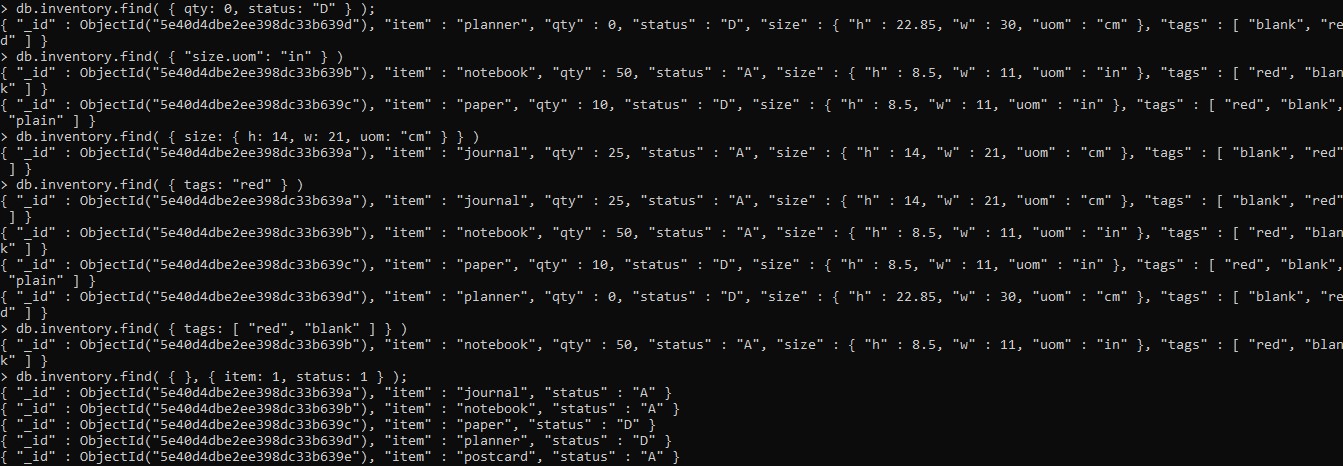 > db.inventory.find( { qty: 0, status: "D" } );
{ "_id" : ObjectId("5e40d4dbe2ee398dc33b639d"), "item" : "planner", "qty" : 0, "status" : "D", "size" : { "h" : 22.85, "w" : 30, "uom" : "cm" }, "tags" : [ "blank", "re
d" ] }
> db.inventory.find( { "size.uom": "in" } )
{ "_id" : ObjectId("5e40d4dbe2ee398dc33b639b"), "item" : "notebook", "qty" : 50, "status" : "A", "size" : { "h" : 8.5, "w" : 11, "uom" : "in" }, "tags" : [ "red", "blan
k" ] }
{ "_id" : ObjectId("5e40d4dbe2ee398dc33b639c"), "item" : "paper", "qty" : 10, "status" : "D", "size" : { "h" : 8.5, "w" : 11, "uom" : "in" }, "tags" : [ "red", "blank",
 "plain" ] }
> db.inventory.find( { size: { h: 14, w: 21, uom: "cm" } } )
{ "_id" : ObjectId("5e40d4dbe2ee398dc33b639a"), "item" : "journal", "qty" : 25, "status" : "A", "size" : { "h" : 14, "w" : 21, "uom" : "cm" }, "tags" : [ "blank", "red"
 ] }
> db.inventory.find( { tags: "red" } )
{ "_id" : ObjectId("5e40d4dbe2ee398dc33b639a"), "item" : "journal", "qty" : 25, "status" : "A", "size" : { "h" : 14, "w" : 21, "uom" : "cm" }, "tags" : [ "blank", "red"
 ] }
{ "_id" : ObjectId("5e40d4dbe2ee398dc33b639b"), "item" : "notebook", "qty" : 50, "status" : "A", "size" : { "h" : 8.5, "w" : 11, "uom" : "in" }, "tags" : [ "red", "blan
k" ] }
{ "_id" : ObjectId("5e40d4dbe2ee398dc33b639c"), "item" : "paper", "qty" : 10, "status" : "D", "size" : { "h" : 8.5, "w" : 11, "uom" : "in" }, "tags" : [ "red", "blank",
 "plain" ] }
{ "_id" : ObjectId("5e40d4dbe2ee398dc33b639d"), "item" : "planner", "qty" : 0, "status" : "D", "size" : { "h" : 22.85, "w" : 30, "uom" : "cm" }, "tags" : [ "blank", "re
d" ] }
> db.inventory.find( { tags: [ "red", "blank" ] } )
{ "_id" : ObjectId("5e40d4dbe2ee398dc33b639b"), "item" : "notebook", "qty" : 50, "status" : "A", "size" : { "h" : 8.5, "w" : 11, "uom" : "in" }, "tags" : [ "red", "blan
k" ] }
> db.inventory.find( { }, { item: 1, status: 1 } );
{ "_id" : ObjectId("5e40d4dbe2ee398dc33b639a"), "item" : "journal", "status" : "A" }
{ "_id" : ObjectId("5e40d4dbe2ee398dc33b639b"), "item" : "notebook", "status" : "A" }
{ "_id" : ObjectId("5e40d4dbe2ee398dc33b639c"), "item" : "paper", "status" : "D" }
{ "_id" : ObjectId("5e40d4dbe2ee398dc33b639d"), "item" : "planner", "status" : "D" }
{ "_id" : ObjectId("5e40d4dbe2ee398dc33b639e"), "item" : "postcard", "status" : "A" }